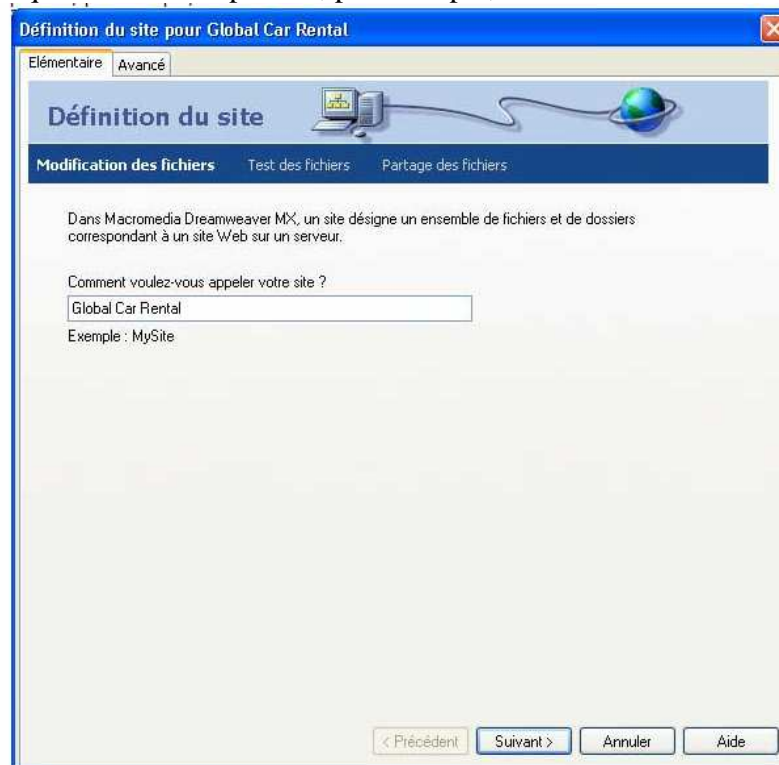 Définition du site pour Global Car Rental
Elémentaire Avancé
Définition du site
Modification des fichiers Test des fichiers Partage des fichiers
Dans Macromedia Dreamweaver MX, un site désigne un ensemble de fichiers et de dossiers
correspondant à un site Web sur un serveur.
Comment voulez-vous appeler votre site ?
Global Car Rental
Exemple : MySite
< Précédent Suivant > Annuler Aide